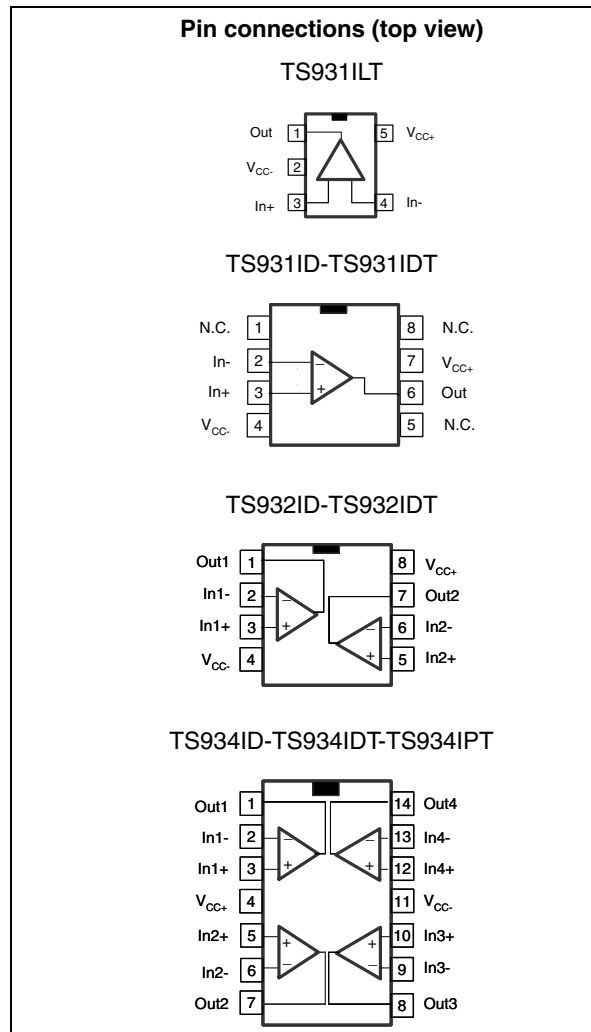 Pin connections (top view)
TS931ILT
Out 1 5 VCC+
VCC- 2
In+ 3 4 In-
TS931ID-TS931IDT
N.C. 1 8 N.C.
In- 2 − 7 VCC+
In+ 3 + 6 Out
VCC- 4 5 N.C.
TS932ID-TS932IDT
Out1 1 8 VCC+
In1- 2 − 7 Out2
In1+ 3 + − 6 In2-
VCC- 4 + 5 In2+
TS934ID-TS934IDT-TS934IPT
Out1 1 14 Out4
In1- 2 − − 13 In4-
In1+ 3 + + 12 In4+
VCC+ 4 11 VCC-
In2+ 5 + + 10 In3+
In2- 6 − − 9 In3-
Out2 7 8 Out3